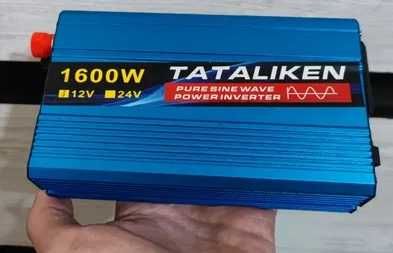 1600W
12V 24V
TATALIKEN
PURE SINE WAVE
POWER INVERTER